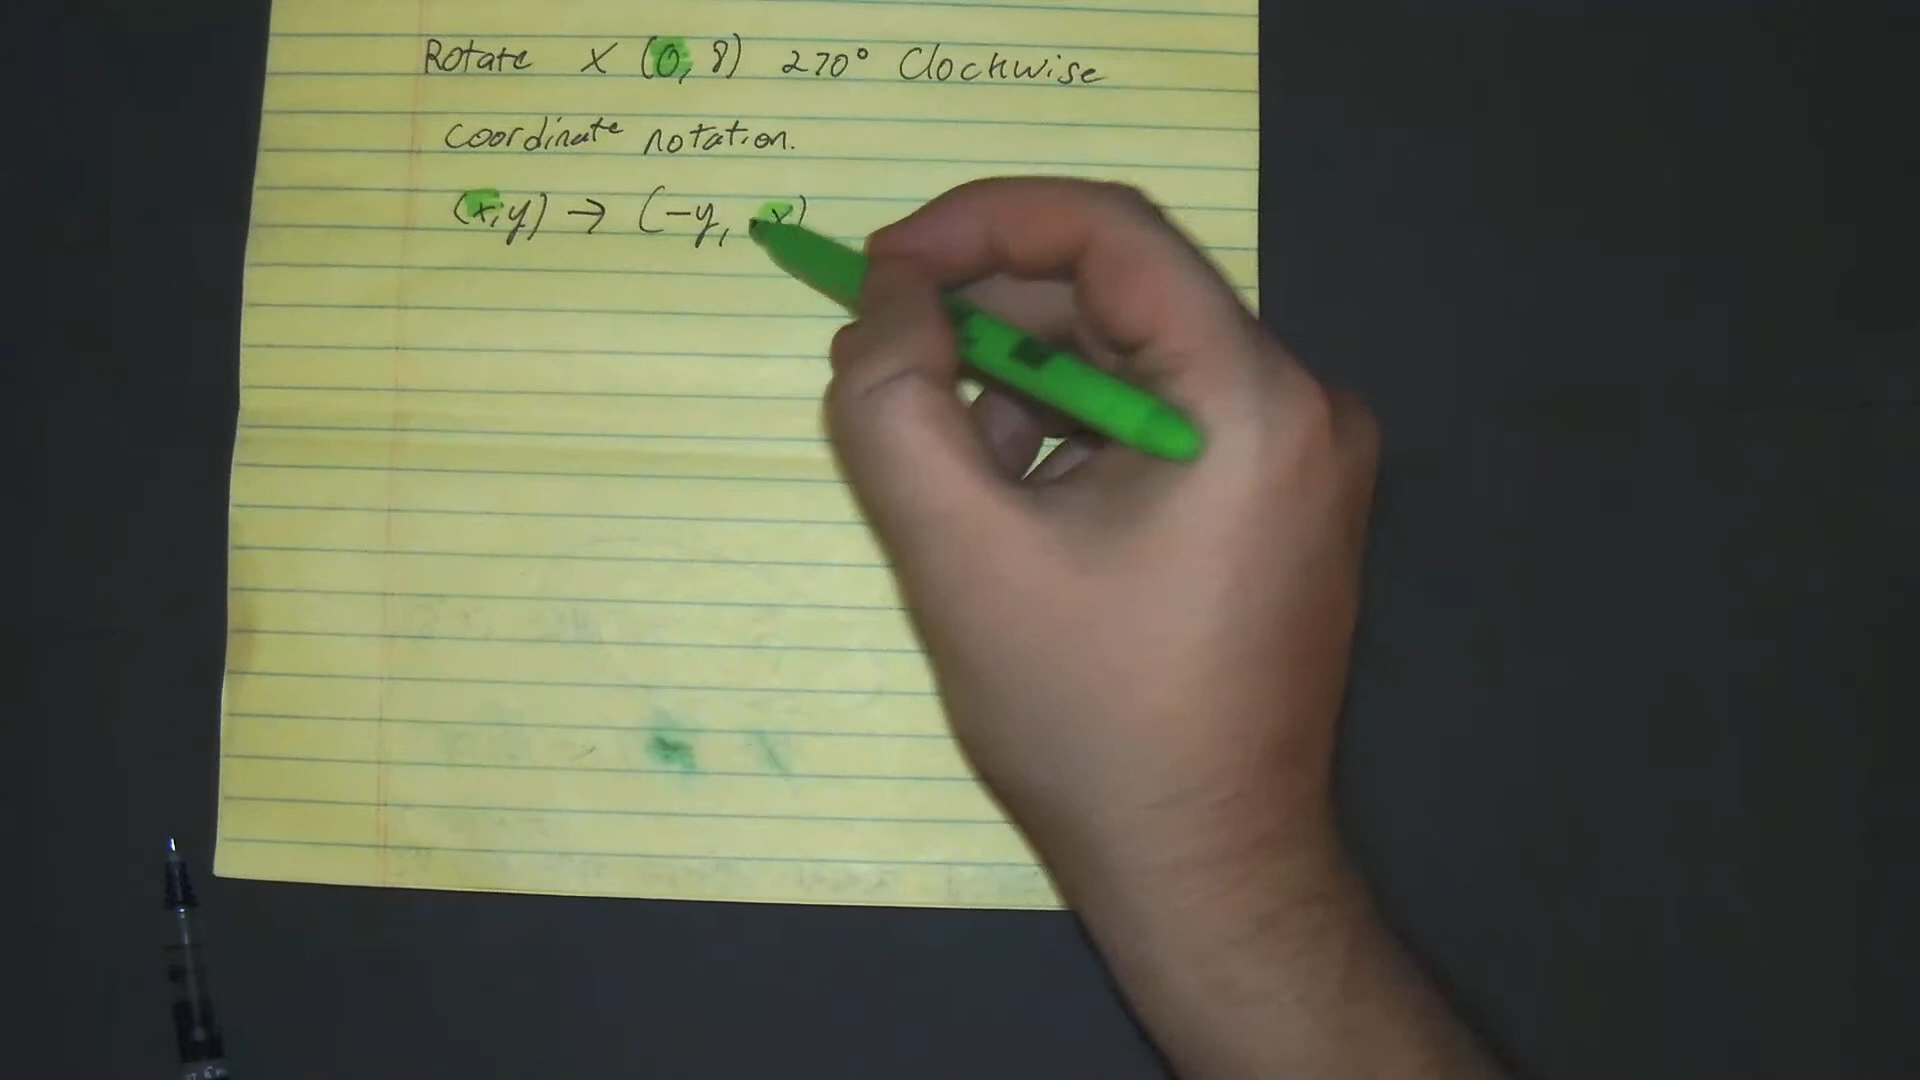 Rotate X (0, 8) 270° Clockwise
Coordinate notation.
(x,y) → (-y, x)